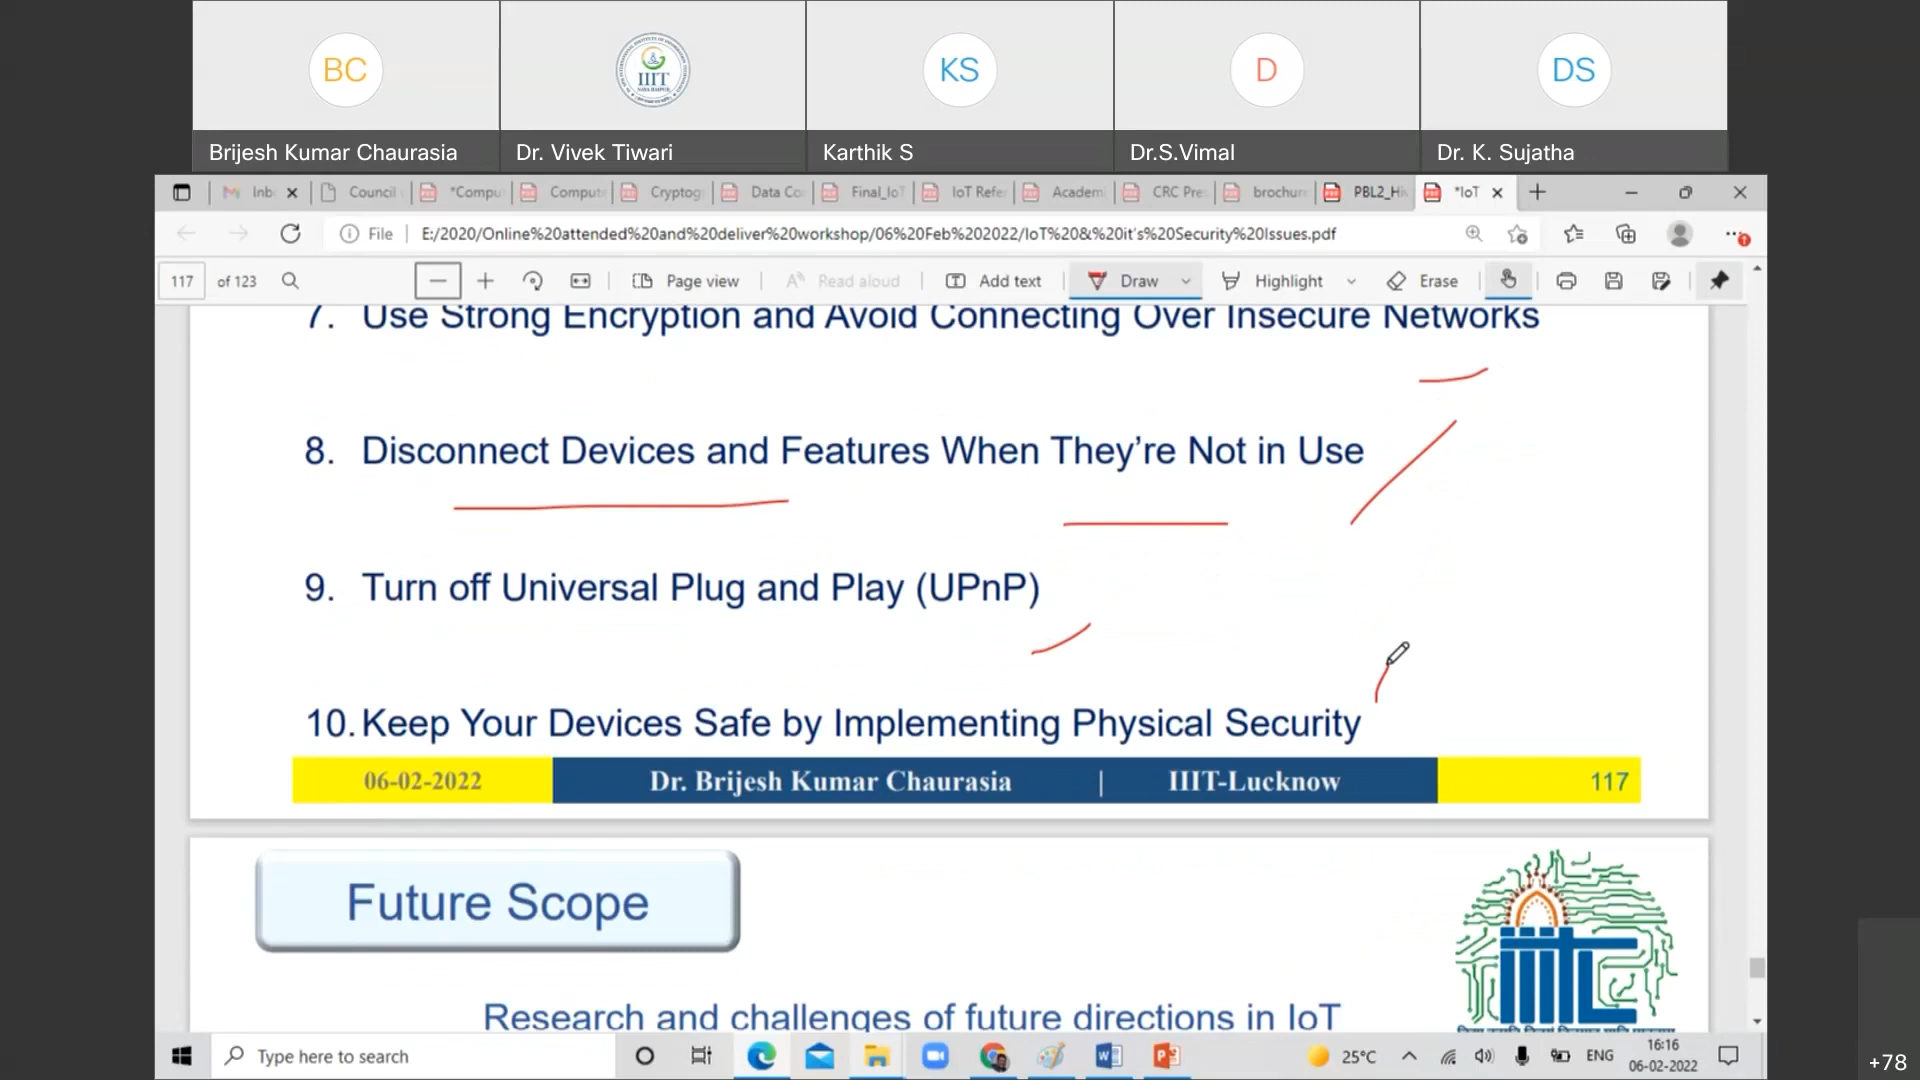 BC
IIIT
KS
D
DS
Brijesh Kumar Chaurasia
Dr. Vivek Tiwari
Karthik S
Dr.S.Vimal
Dr. K. Sujatha
Inb
Council
*Compu
Compute
Cryptog
Data Co
Final_IoT
IoT Refe
Academi
CRC Pre
brochur
PBL2_Hi
*IoT
File
E:/2020/Online%20attended%20and%20deliver%20workshop/06%20Feb%202022/IoT%20&%20it's%20Security%20Issues.pdf
117 of 123
Page view
Read aloud
Add text
Draw
Highlight
Erase
7. Use Strong Encryption and Avoid Connecting Over Insecure Networks
8. Disconnect Devices and Features When They’re Not in Use
9. Turn off Universal Plug and Play (UPnP)
10. Keep Your Devices Safe by Implementing Physical Security
06-02-2022 Dr. Brijesh Kumar Chaurasia | IIIT-Lucknow 117
Future Scope
Research and challenges of future directions in IoT
Type here to search
25°C
ENG
16:16
06-02-2022
+78